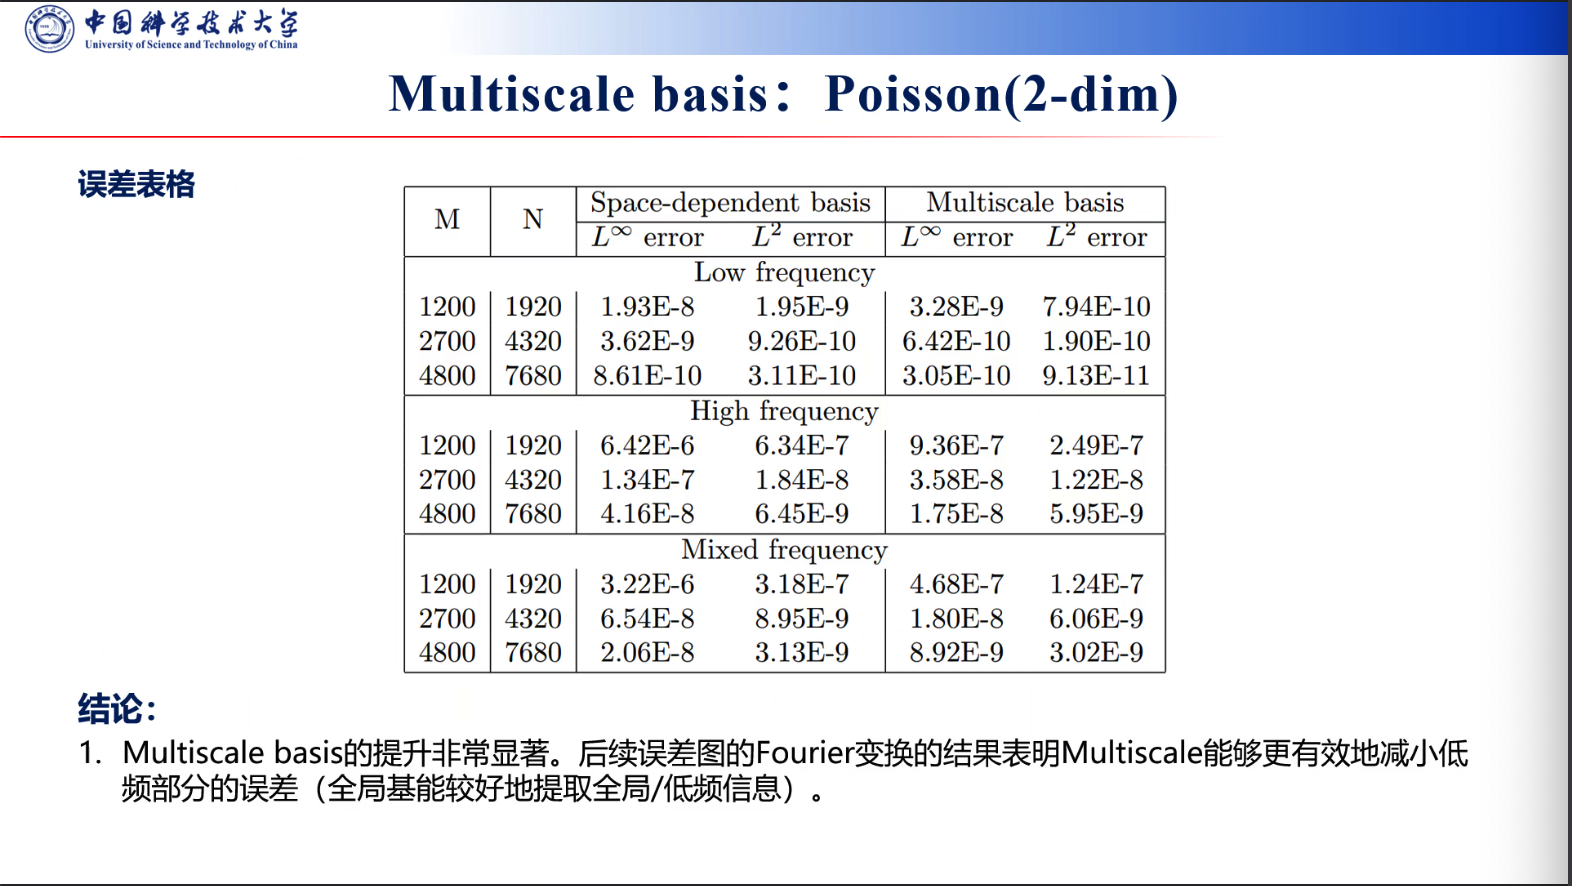 中国科学技术大学
University of Science and Technology of China
Multiscale basis：Poisson(2-dim)
误差表格
M N Space-dependent basis Multiscale basis
L^∞ error L^2 error L^∞ error L^2 error
Low frequency
1200 1920 1.93E-8 1.95E-9 3.28E-9 7.94E-10
2700 4320 3.62E-9 9.26E-10 6.42E-10 1.90E-10
4800 7680 8.61E-10 3.11E-10 3.05E-10 9.13E-11
High frequency
1200 1920 6.42E-6 6.34E-7 9.36E-7 2.49E-7
2700 4320 1.34E-7 1.84E-8 3.58E-8 1.22E-8
4800 7680 4.16E-8 6.45E-9 1.75E-8 5.95E-9
Mixed frequency
1200 1920 3.22E-6 3.18E-7 4.68E-7 1.24E-7
2700 4320 6.54E-8 8.95E-9 1.80E-8 6.06E-9
4800 7680 2.06E-8 3.13E-9 8.92E-9 3.02E-9
结论：
1. Multiscale basis的提升非常显著。后续误差图的Fourier变换的结果表明Multiscale能够更有效地减小低
频部分的误差（全局基能较好地提取全局/低频信息）。